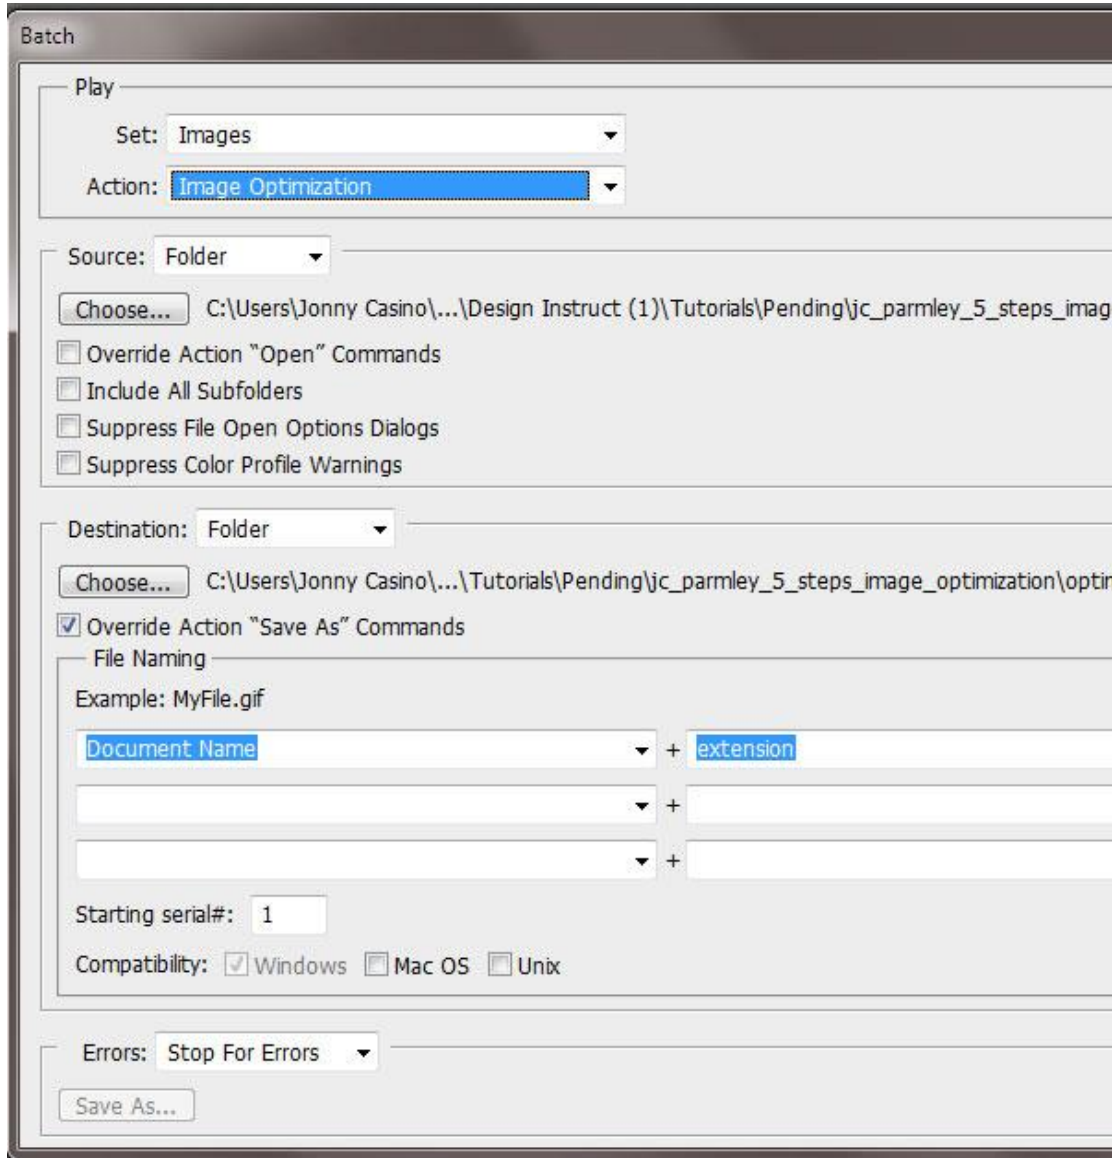 Batch
Play
Set: Images
Action: Image Optimization
Source: Folder
Choose... C:\Users\Jonny Casino\...\Design Instruct (1)\Tutorials\Pending\jc_parmley_5_steps_imag
Override Action “Open” Commands
Include All Subfolders
Suppress File Open Options Dialogs
Suppress Color Profile Warnings
Destination: Folder
Choose... C:\Users\Jonny Casino\...\Tutorials\Pending\jc_parmley_5_steps_image_optimization\optim
Override Action “Save As” Commands
File Naming
Example: MyFile.gif
Document Name + extension
+
+
Starting serial#: 1
Compatibility: Windows Mac OS Unix
Errors: Stop For Errors
Save As...